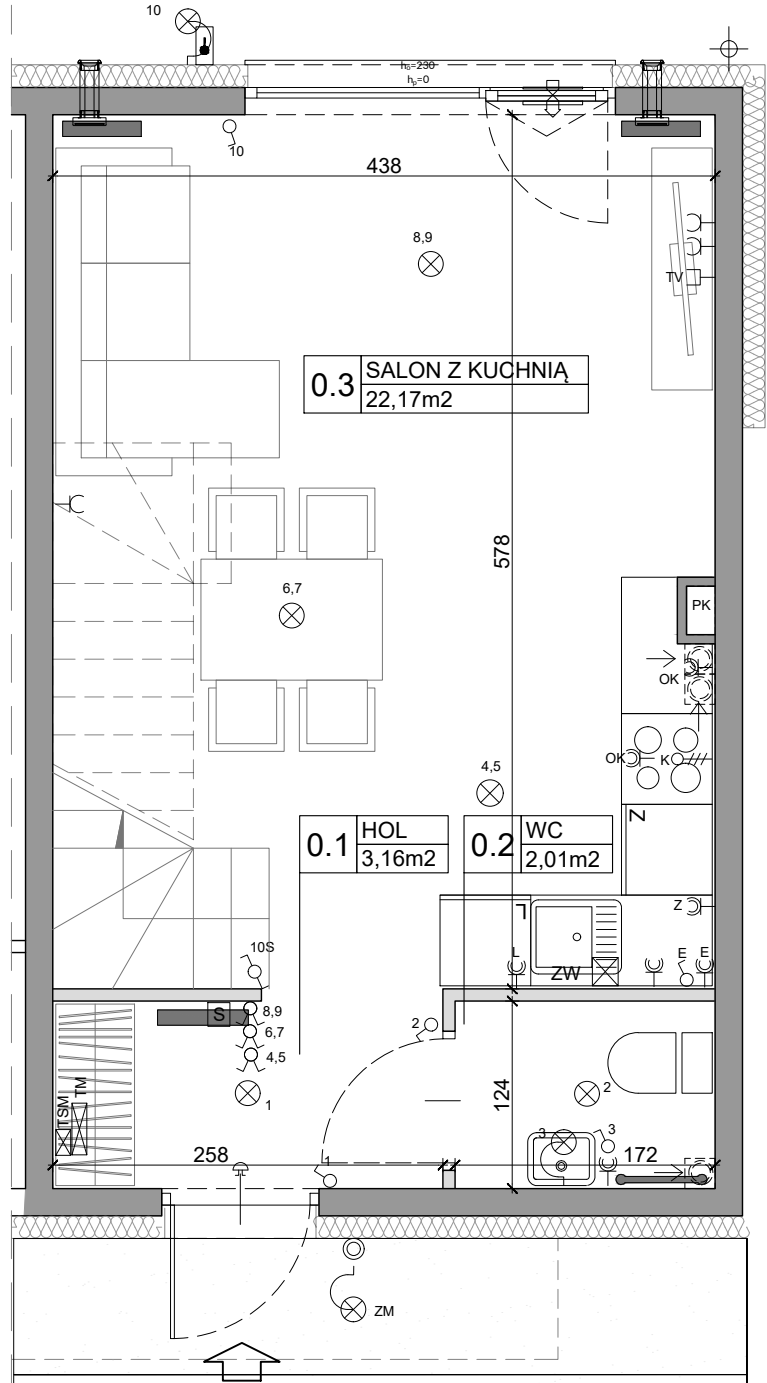 10
hₒ=230
hₚ=0
10
438
8,9
TV
0.3 SALON Z KUCHNIĄ
22,17m2
578
6,7
PK
OK
4,5
OK
K
0.1 HOL
3,16m2
0.2 WC
2,01m2
Z
Z
L
10S
L
ZW
E
E
S
8,9
6,7
4,5
2
TSM
TM
1
2
124
3
3
258
1
172
ZM